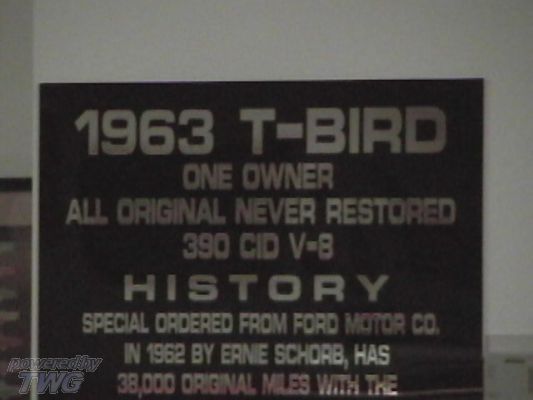 1963 T-BIRD
ONE OWNER
ALL ORIGINAL NEVER RESTORED
390 CID V-8
HISTORY
SPECIAL ORDERED FROM FORD MOTOR CO.
IN 1962 BY ERNIE SCHORB, HAS
38,000 ORIGINAL MILES WITH THE
powered by
TWG